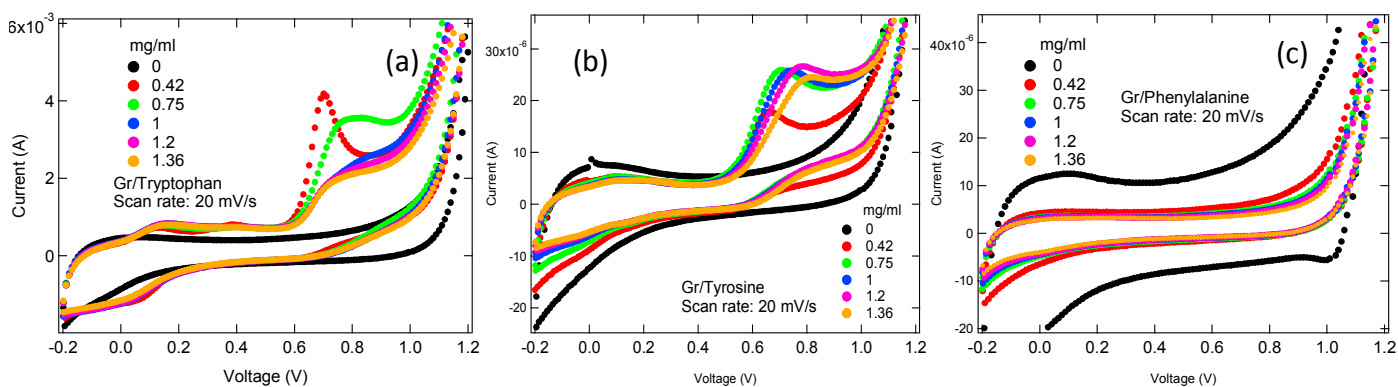 6x10⁻³
4
2
0
Current (A)
mg/ml
0
0.42
0.75
1
1.2
1.36
Gr/Tryptophan
Scan rate: 20 mV/s
(a)
-0.2 0.0 0.2 0.4 0.6 0.8 1.0 1.2
Voltage (V)
30x10⁻⁶
20
10
0
-10
-20
Current (A)
(b)
mg/ml
0
0.42
0.75
1
1.2
1.36
Gr/Tyrosine
Scan rate: 20 mV/s
-0.2 0.0 0.2 0.4 0.6 0.8 1.0 1.2
Voltage (V)
40x10⁻⁶
30
20
10
0
-10
-20
Current (A)
mg/ml
0
0.42
0.75
1
1.2
1.36
(c)
Gr/Phenylalanine
Scan rate: 20 mV/s
-0.2 0.0 0.2 0.4 0.6 0.8 1.0 1.2
Voltage (V)